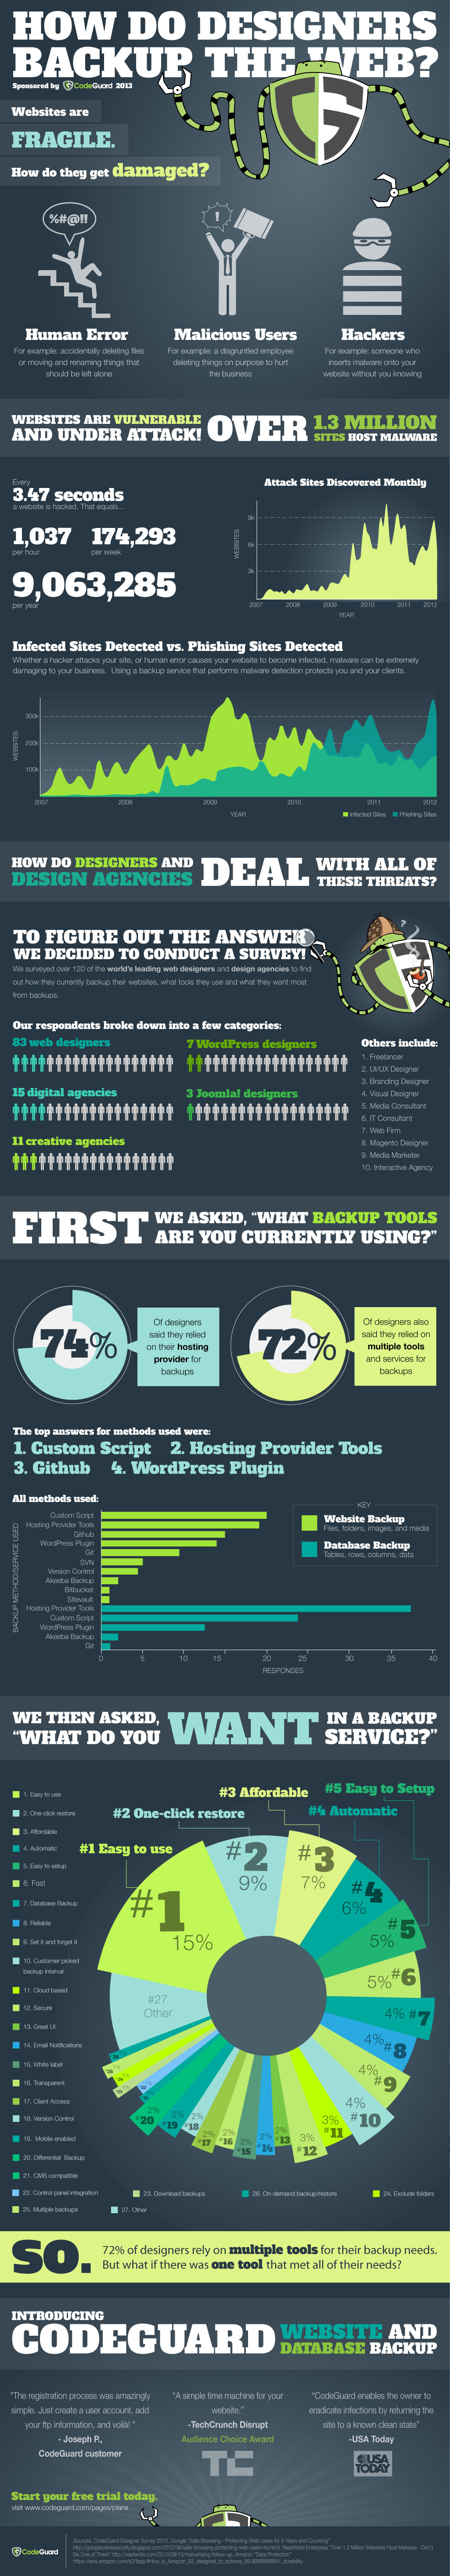 HOW DO DESIGNERS
BACKUP THE WEB?
Sponsored by CodeGuard 2013
Websites are
FRAGILE.
How do they get damaged?
%#@!!
!
Human Error
For example: accidentally deleting files
or moving and renaming things that
should be left alone
Malicious Users
For example: a disgruntled employee
deleting things on purpose to hurt
the business
Hackers
For example: someone who
inserts malware onto your
website without you knowing
WEBSITES ARE VULNERABLE
AND UNDER ATTACK!
OVER
1.3 MILLION
SITES HOST MALWARE
Every
3.47 seconds
a website is hacked. That equals...
1,037
per hour
174,293
per week
9,063,285
per year
Attack Sites Discovered Monthly
WEBSITES
9k
6k
3k
2007 2008 2009 2010 2011 2012
YEAR
Infected Sites Detected vs. Phishing Sites Detected
Whether a hacker attacks your site, or human error causes your website to become infected, malware can be extremely
damaging to your business. Using a backup service that performs malware detection protects you and your clients.
WEBSITES
300k
200k
100k
2007 2008 2009 2010 2011 2012
YEAR
Infected Sites Phishing Sites
HOW DO DESIGNERS AND
DESIGN AGENCIES
DEAL
WITH ALL OF
THESE THREATS?
TO FIGURE OUT THE ANSWER
WE DECIDED TO CONDUCT A SURVEY!
We surveyed over 120 of the world's leading web designers and design agencies to find
out how they currently backup their websites, what tools they use and what they want most
from backups.
?
Our respondents broke down into a few categories:
83 web designers
7 WordPress designers
15 digital agencies
3 Joomla! designers
11 creative agencies
Others include:
1. Freelancer
2. UI/UX Designer
3. Branding Designer
4. Visual Designer
5. Media Consultant
6. IT Consultant
7. Web Firm
8. Magento Designer
9. Media Marketer
10. Interactive Agency
FIRST
WE ASKED, "WHAT BACKUP TOOLS
ARE YOU CURRENTLY USING?"
74%
Of designers
said they relied
on their hosting
provider for
backups
72%
Of designers also
said they relied on
multiple tools
and services for
backups
The top answers for methods used were:
1. Custom Script 2. Hosting Provider Tools
3. Github 4. WordPress Plugin
All methods used:
BACKUP METHOD/SERVICE USED
Custom Script
Hosting Provider Tools
Github
WordPress Plugin
Git
SVN
Version Control
Akeeba Backup
Bitbucket
Sitevault
Hosting Provider Tools
Custom Script
WordPress Plugin
Akeeba Backup
Git
0 5 10 15 20 25 30 35 40
RESPONSES
KEY
Website Backup
Files, folders, images, and media
Database Backup
Tables, rows, columns, data
WE THEN ASKED,
"WHAT DO YOU
WANT
IN A BACKUP
SERVICE?"
1. Easy to use
2. One-click restore
3. Affordable
4. Automatic
5. Easy to setup
6. Fast
7. Database Backup
8. Reliable
9. Set it and forget it
10. Customer picked
backup interval
11. Cloud based
12. Secure
13. Great UI
14. Email Notifications
15. White label
16. Transparent
17. Client Access
18. Version Control
19. Mobile enabled
20. Differential Backup
21. CMS compatible
22. Control panel integration
23. Download backups
26. On-demand backup/restore
24. Exclude folders
25. Multiple backups
27. Other
#1 Easy to use
#2 One-click restore
#3 Affordable
#4 Automatic
#5 Easy to Setup
#1
15%
#2
9%
#3
7%
#4
6%
#5
5%
5% #6
4% #7
4% #8
4% #9
4% #10
3% #11
3% #12
2% #13
2% #14
2% #15
2% #16
2% #17
2% #18
2% #19
2% #20
#27
Other
SO.
72% of designers rely on multiple tools for their backup needs.
But what if there was one tool that met all of their needs?
INTRODUCING
CODEGUARD
WEBSITE AND
DATABASE BACKUP
"The registration process was amazingly
simple. Just create a user account, add
your ftp information, and voilà! "
- Joseph P.,
CodeGuard customer
"A simple time machine for your
website."
-TechCrunch Disrupt
Audience Choice Award
TC
"CodeGuard enables the owner to
eradicate infections by returning the
site to a known clean state"
-USA Today
USA
TODAY
Start your free trial today.
visit www.codeguard.com/pages/plans
CodeGuard
Sources: CodeGuard Designer Survey 2013, Google "Safe Browsing - Protecting Web Users for 5 Years and Counting"